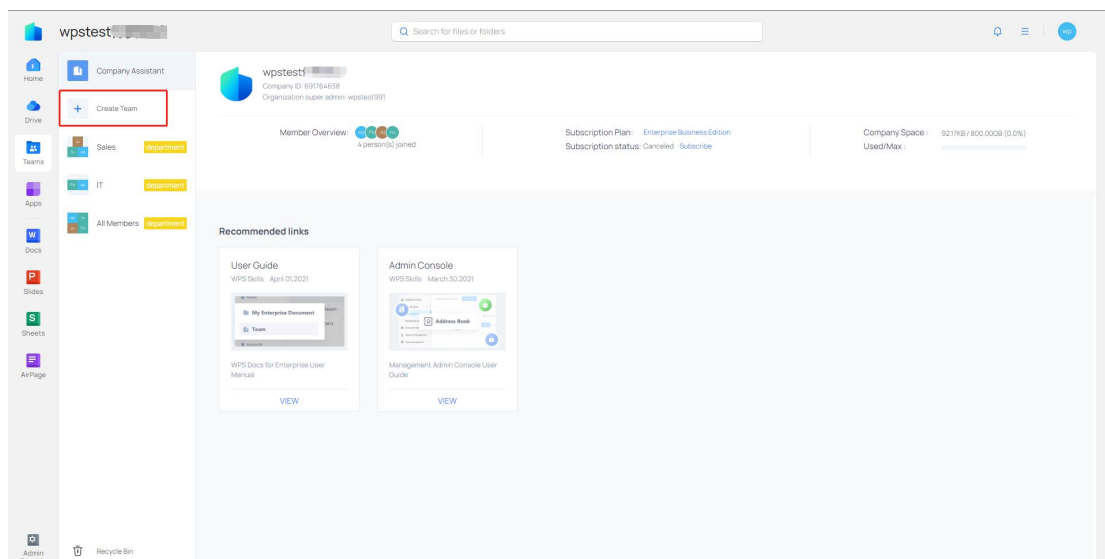 wpstest
Search for files or folders
wp
Home
Drive
Teams
Apps
Docs
Slides
Sheets
AirPage
Admin
Company Assistant
Create Team
Sales department
IT department
All Members department
Recycle Bin
wpstest
Company ID: 691764638
Organization super admin: wpstest991
Member Overview:
4 person(s) joined
Subscription Plan: Enterprise Business Edition
Subscription status: Canceled Subscribe
Company Space : 92.17KB / 800.00GB (0.0%)
Used/Max :
Recommended links
User Guide
WPS Skills April 01,2021
My Enterprise Document
Team
WPS Docs for Enterprise User
Manual
VIEW
Admin Console
WPS Skills March 30,2021
Address Book
Management Admin Console User
Guide
VIEW